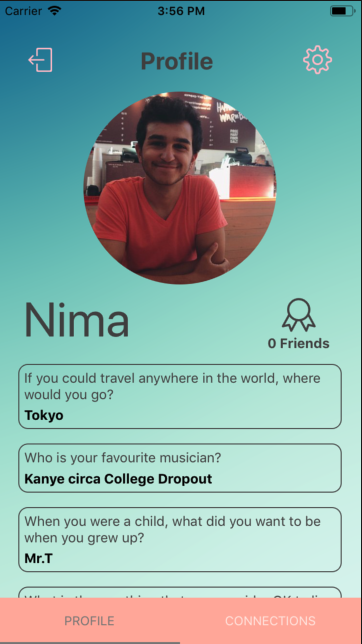 Carrier 3:56 PM
Profile
Nima
0 Friends
If you could travel anywhere in the world, where
would you go?
Tokyo
Who is your favourite musician?
Kanye circa College Dropout
When you were a child, what did you want to be
when you grew up?
Mr.T
PROFILE CONNECTIONS